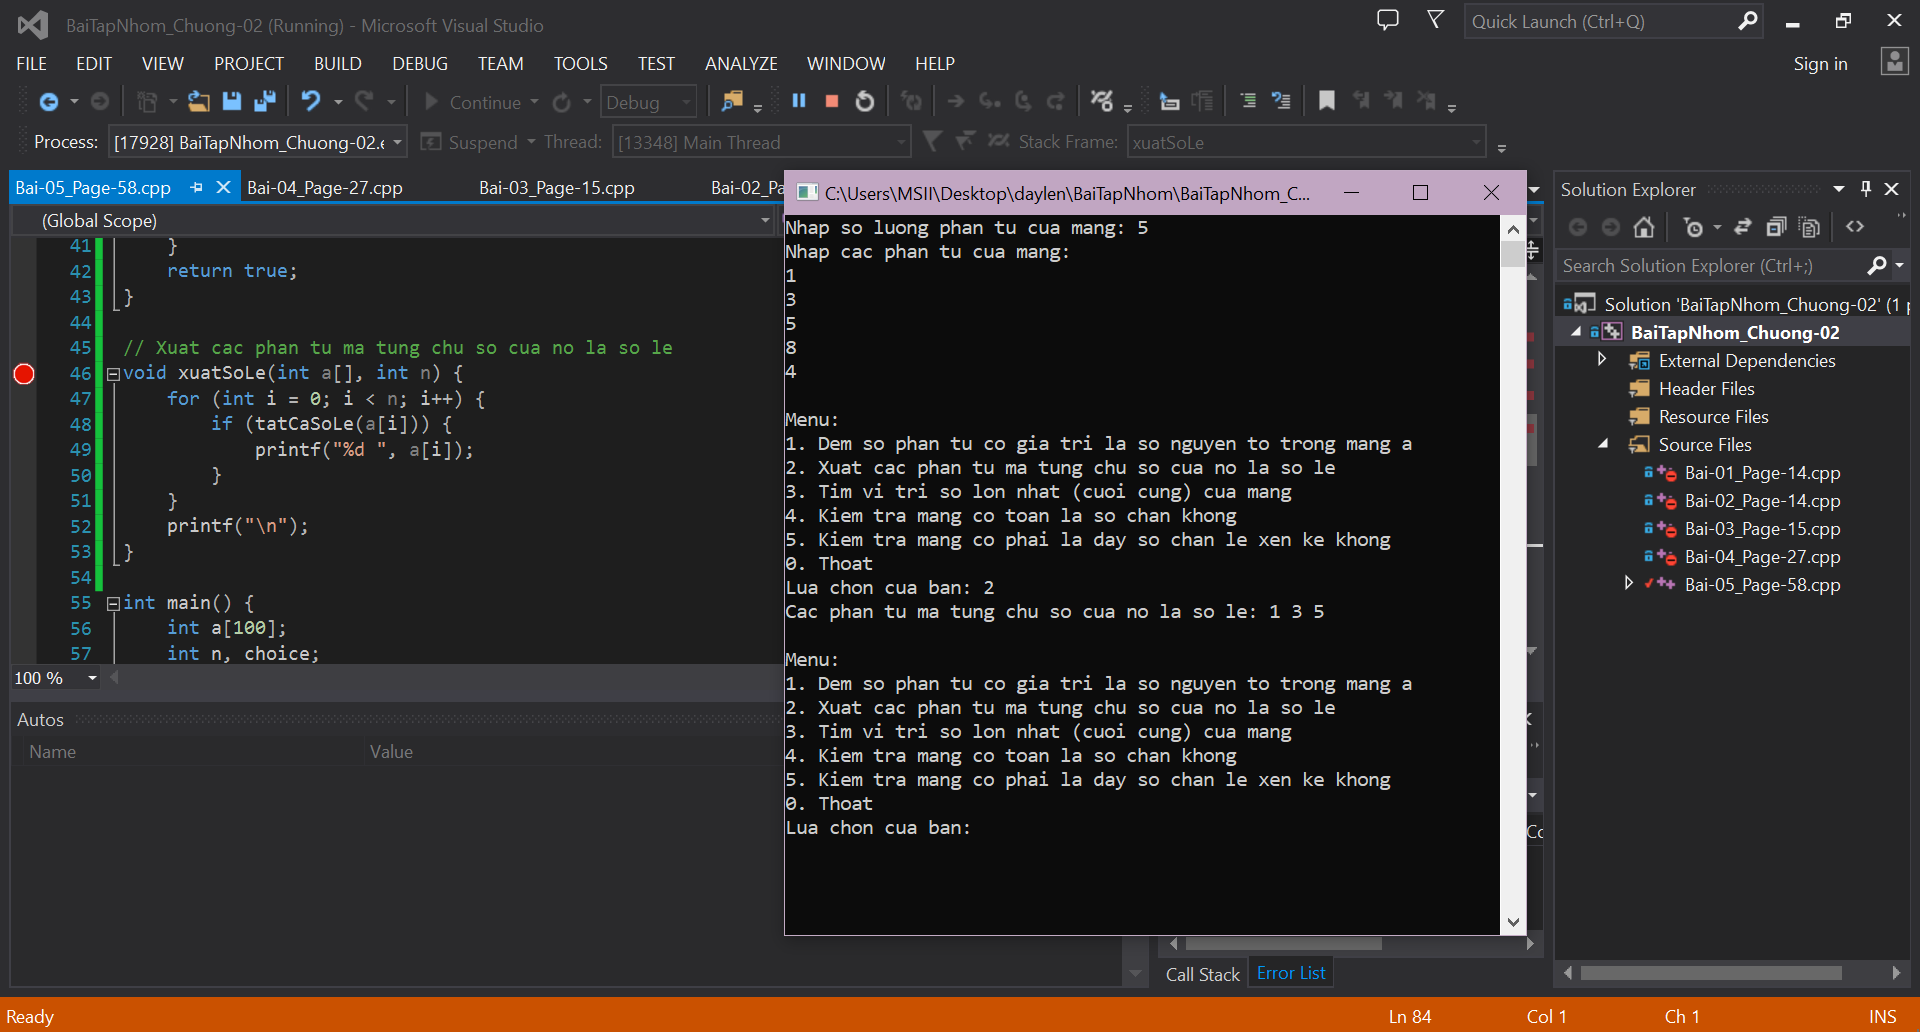 BaiTapNhom_Chuong-02 (Running) - Microsoft Visual Studio
Quick Launch (Ctrl+Q)
FILE EDIT VIEW PROJECT BUILD DEBUG TEAM TOOLS TEST ANALYZE WINDOW HELP
Sign in
Continue
Debug
Process: [17928] BaiTapNhom_Chuong-02.e
Suspend
Thread: [13348] Main Thread
Stack Frame: xuatSoLe
Bai-05_Page-58.cpp
Bai-04_Page-27.cpp
Bai-03_Page-15.cpp
Bai-02_Pa
(Global Scope)
41 }
42 return true;
43 }
44
45 // Xuat cac phan tu ma tung chu so cua no la so le
46 void xuatSoLe(int a[], int n) {
47 for (int i = 0; i < n; i++) {
48 if (tatCaSoLe(a[i])) {
49 printf("%d ", a[i]);
50 }
51 }
52 printf("\n");
53 }
54
55 int main() {
56 int a[100];
57 int n, choice;
100 %
Autos
Name Value
C:\Users\MSII\Desktop\daylen\BaiTapNhom\BaiTapNhom_C...
Nhap so luong phan tu cua mang: 5
Nhap cac phan tu cua mang:
1
3
5
8
4
Menu:
1. Dem so phan tu co gia tri la so nguyen to trong mang a
2. Xuat cac phan tu ma tung chu so cua no la so le
3. Tim vi tri so lon nhat (cuoi cung) cua mang
4. Kiem tra mang co toan la so chan khong
5. Kiem tra mang co phai la day so chan le xen ke khong
0. Thoat
Lua chon cua ban: 2
Cac phan tu ma tung chu so cua no la so le: 1 3 5
Menu:
1. Dem so phan tu co gia tri la so nguyen to trong mang a
2. Xuat cac phan tu ma tung chu so cua no la so le
3. Tim vi tri so lon nhat (cuoi cung) cua mang
4. Kiem tra mang co toan la so chan khong
5. Kiem tra mang co phai la day so chan le xen ke khong
0. Thoat
Lua chon cua ban:
Co
Call Stack
Error List
Solution Explorer
Search Solution Explorer (Ctrl+;)
Solution 'BaiTapNhom_Chuong-02' (1 p
BaiTapNhom_Chuong-02
External Dependencies
Header Files
Resource Files
Source Files
Bai-01_Page-14.cpp
Bai-02_Page-14.cpp
Bai-03_Page-15.cpp
Bai-04_Page-27.cpp
Bai-05_Page-58.cpp
Ready
Ln 84
Col 1
Ch 1
INS